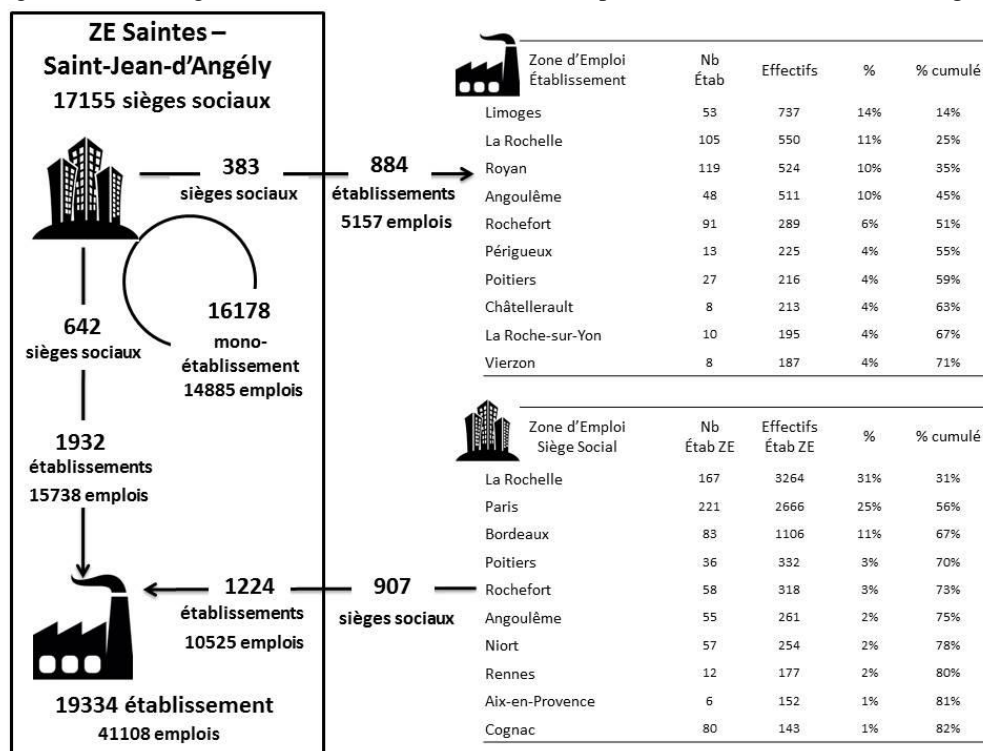 ZE Saintes –
Saint-Jean-d'Angély
17155 sièges sociaux
383
sièges sociaux
884
établissements
5157 emplois
16178
mono-
établissement
14885 emplois
642
sièges sociaux
1932
établissements
15738 emplois
1224
établissements
10525 emplois
907
sièges sociaux
19334 établissement
41108 emplois
Zone d'Emploi Établissement Nb Étab Effectifs % % cumulé
Limoges 53 737 14% 14%
La Rochelle 105 550 11% 25%
Royan 119 524 10% 35%
Angoulême 48 511 10% 45%
Rochefort 91 289 6% 51%
Périgueux 13 225 4% 55%
Poitiers 27 216 4% 59%
Châtellerault 8 213 4% 63%
La Roche-sur-Yon 10 195 4% 67%
Vierzon 8 187 4% 71%
Zone d'Emploi Siège Social Nb Étab ZE Effectifs Étab ZE % % cumulé
La Rochelle 167 3264 31% 31%
Paris 221 2666 25% 56%
Bordeaux 83 1106 11% 67%
Poitiers 36 332 3% 70%
Rochefort 58 318 3% 73%
Angoulême 55 261 2% 75%
Niort 57 254 2% 78%
Rennes 12 177 2% 80%
Aix-en-Provence 6 152 1% 81%
Cognac 80 143 1% 82%